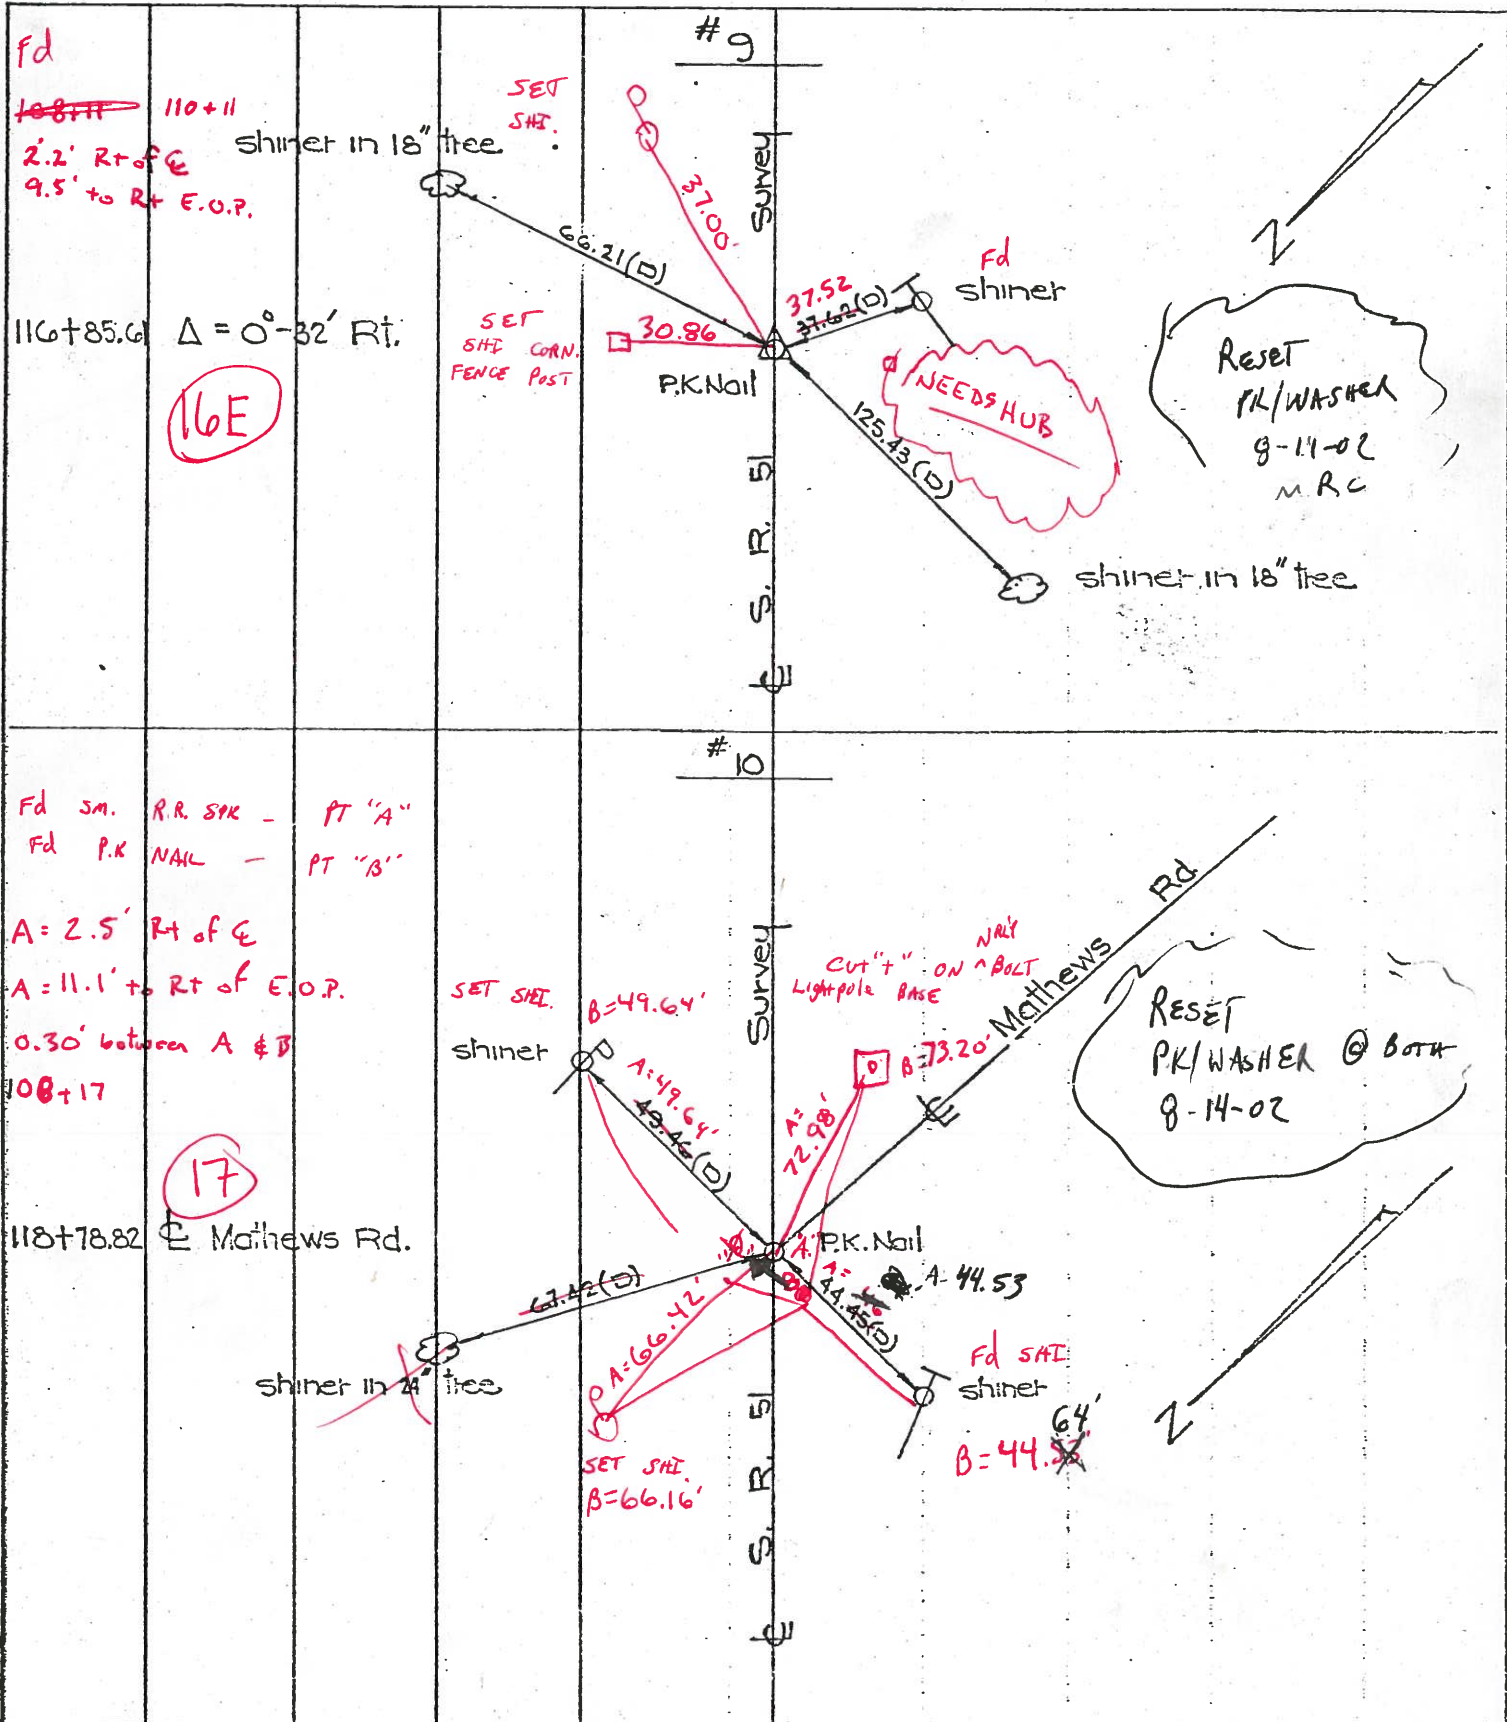 #9
Fd
108+11 110+11
2.2' Rt of ℄
9.5' to Rt E.O.P.
SET
SHI.
shiner in 18" tree
37.00'
Survey
66.21(D)
Fd
shiner
37.52
37.62(D)
116+85.61 Δ = 0°-32' Rt.
SET
SHI CORN.
FENCE POST
30.86
P.K.Nail
16E
NEEDS HUB
RESET
PK/WASHER
8-14-02
M.R.C
125.43(D)
S. R. 51
shiner in 18" tree
℄
#10
Fd SM. R.R. SPK - PT "A"
Fd P.K NAIL - PT "B"
A = 2.5' Rt of ℄
A = 11.1' to Rt of E.O.P.
0.30' between A & B
108+17
SET SHI.
B=49.64'
shiner
A=49.64'
49.46(D)
Survey
Cut "+" ON ^ NRLY BOLT
Lightpole BASE
B=73.20'
A=72.98'
Mathews Rd.
℄
RESET
PK/WASHER @ BOTH
8-14-02
17
118+78.82 ℄ Mathews Rd.
"A" P.K.Nail
A=
A-44.53
44.45(D)
67.42(D)
A=66.42'
shiner in 24" tree
Fd SHI
shiner
64'
B=44.53'
SET SHI.
B=66.16'
S. R. 51
℄